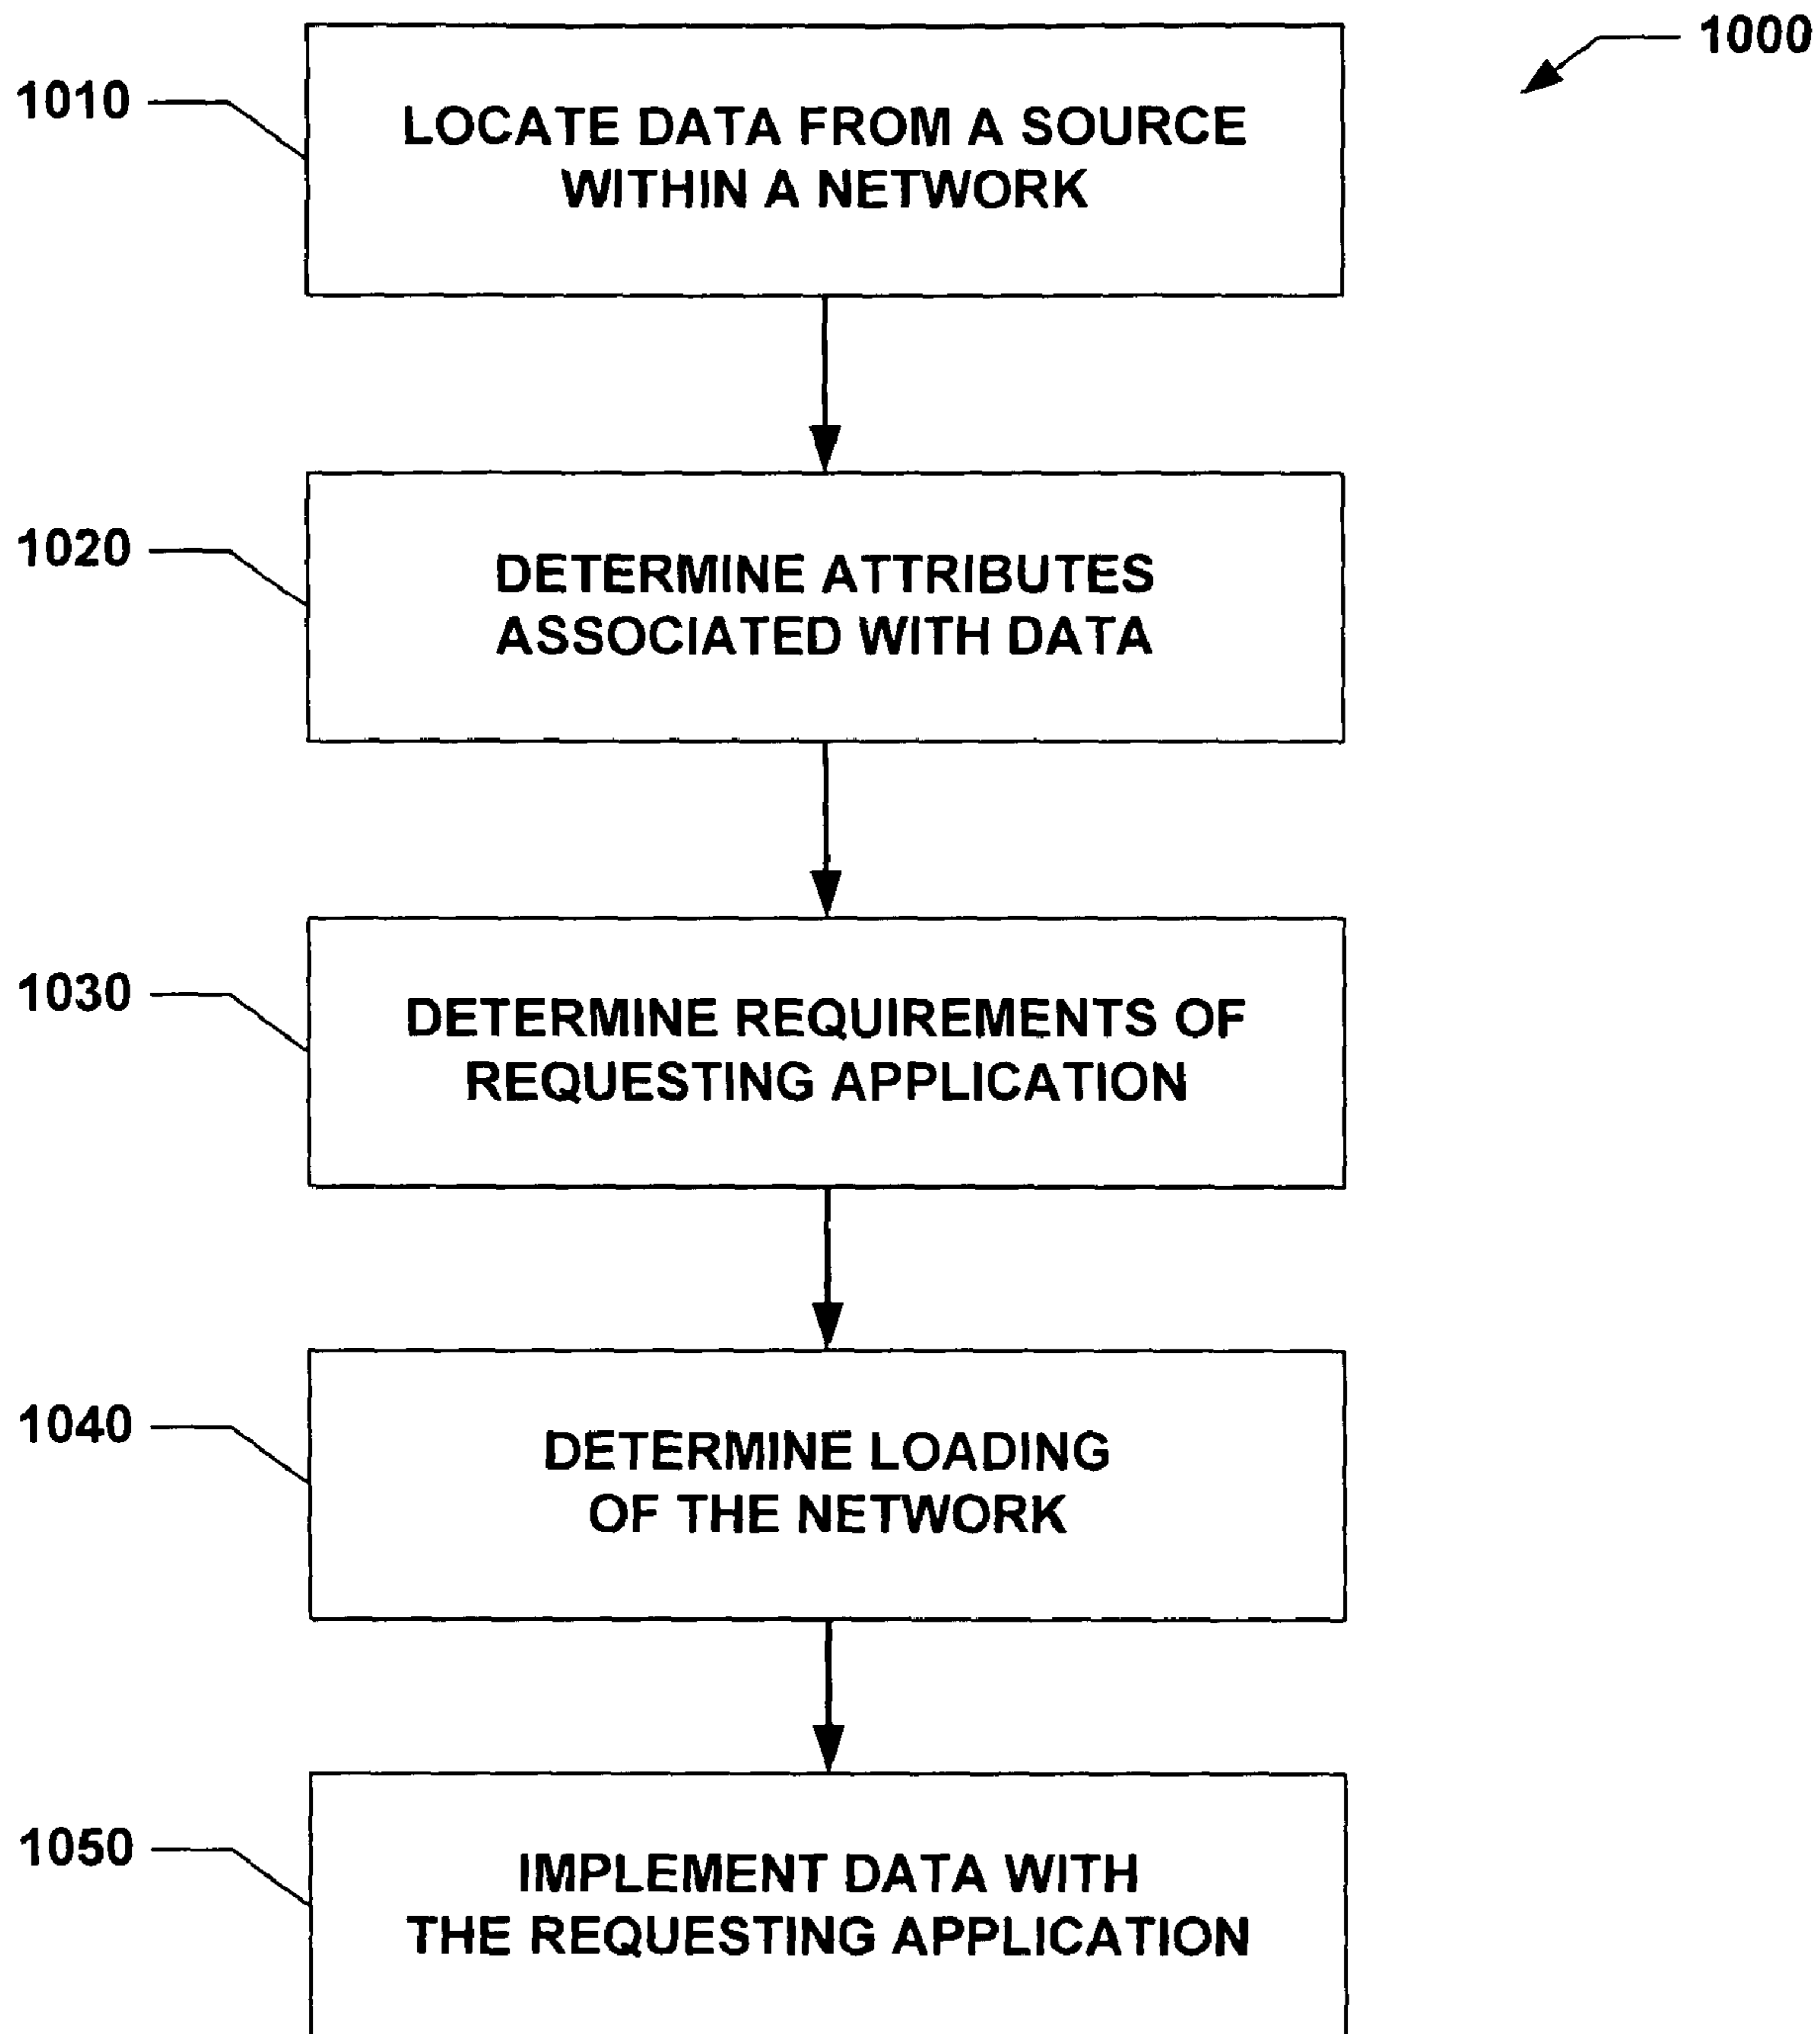 1000
1010
LOCATE DATA FROM A SOURCE
WITHIN A NETWORK
1020
DETERMINE ATTRIBUTES
ASSOCIATED WITH DATA
1030
DETERMINE REQUIREMENTS OF
REQUESTING APPLICATION
1040
DETERMINE LOADING
OF THE NETWORK
1050
IMPLEMENT DATA WITH
THE REQUESTING APPLICATION